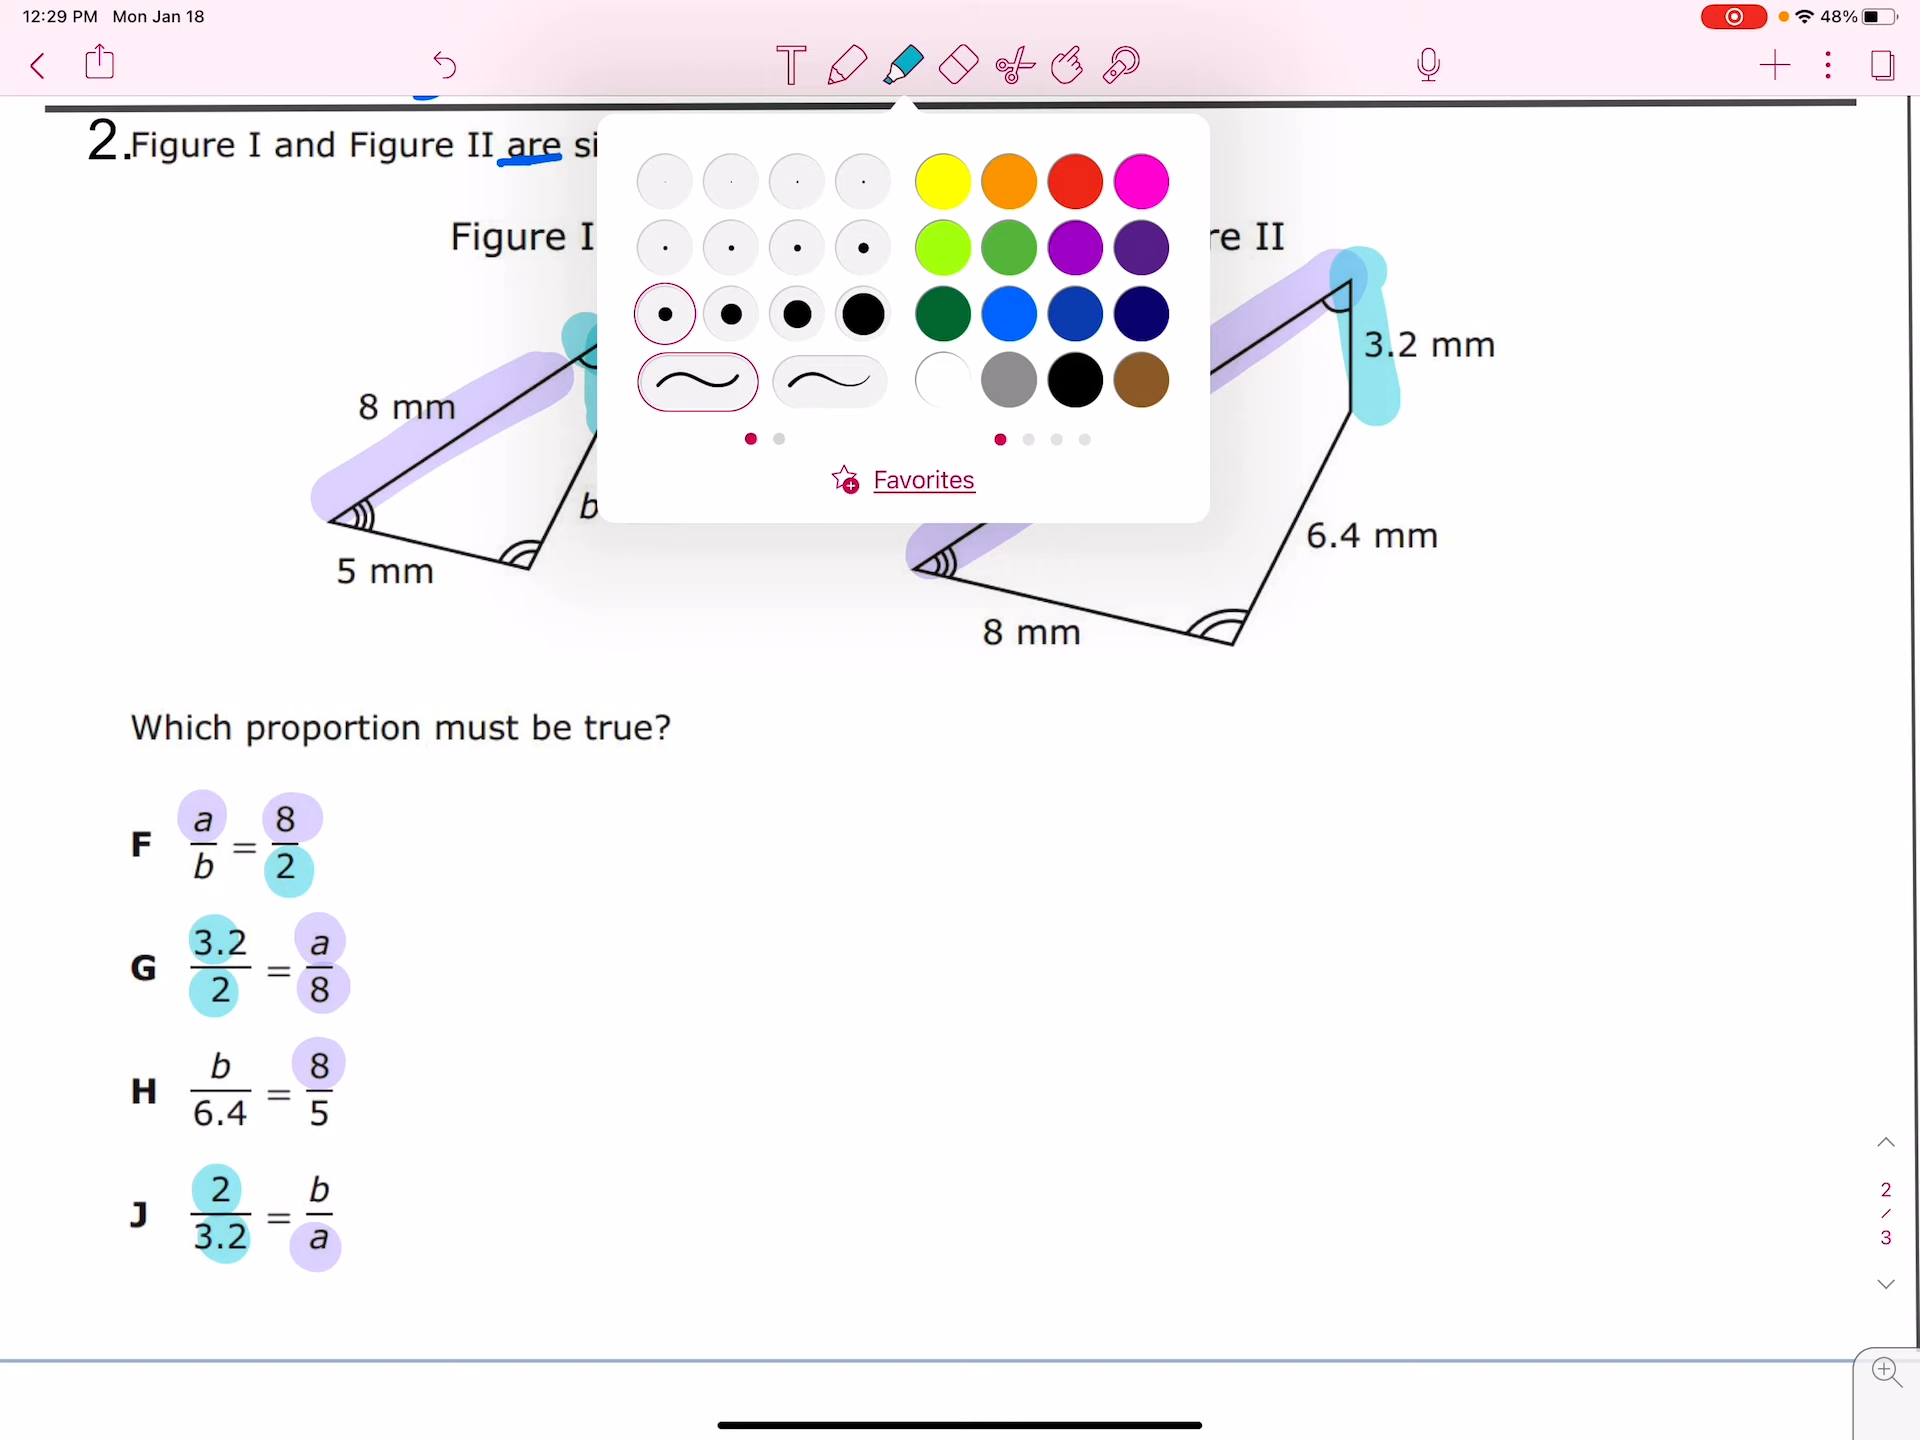 12:29 PM Mon Jan 18
48%
2. Figure I and Figure II are si
Figure I
re II
8 mm
5 mm
b
3.2 mm
6.4 mm
8 mm
Favorites
Which proportion must be true?
F a/b = 8/2
G 3.2/2 = a/8
H b/6.4 = 8/5
J 2/3.2 = b/a
2
/
3